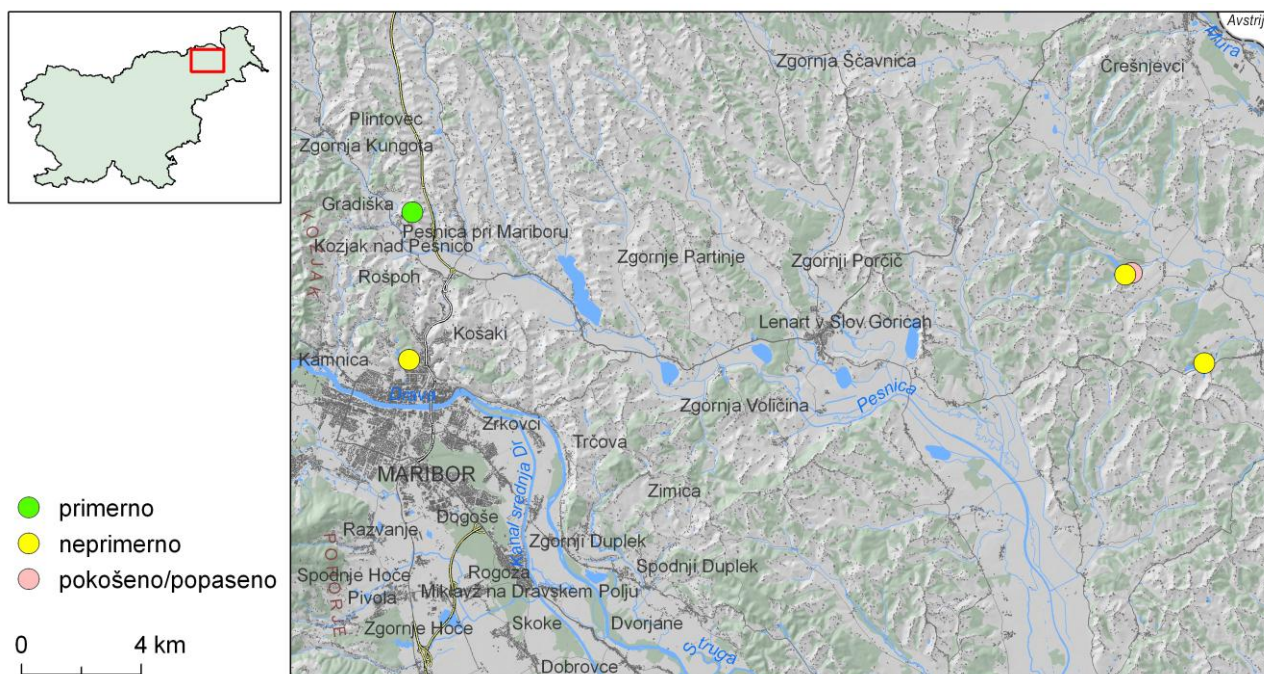 Avstrij
Mura
Zgornja Ščavnica
Črešnjevci
Plintovec
Zgornja Kungota
Gradiška
Pesnica pri Mariboru
Kozjak nad Pesnico
KOZJAK
Zgornje Partinje
Zgornji Porčič
Rošpoh
Košaki
Lenart v Slov.Goricah
Kamnica
Drava
Zgornja Voličina
Pesnica
Zrkovci
Trčova
MARIBOR
Zimica
Kanal srednja Dr
Dogoše
Razvanje
Zgornji Duplek
POHORJE
Spodnje Hoče
Rogoza
Spodnji Duplek
Pivola
Miklavž na Dravskem Polju
Zgornje Hoče
Skoke
Dvorjane
Struga
Dobrovce
primerno
neprimerno
pokošeno/popaseno
0 4 km